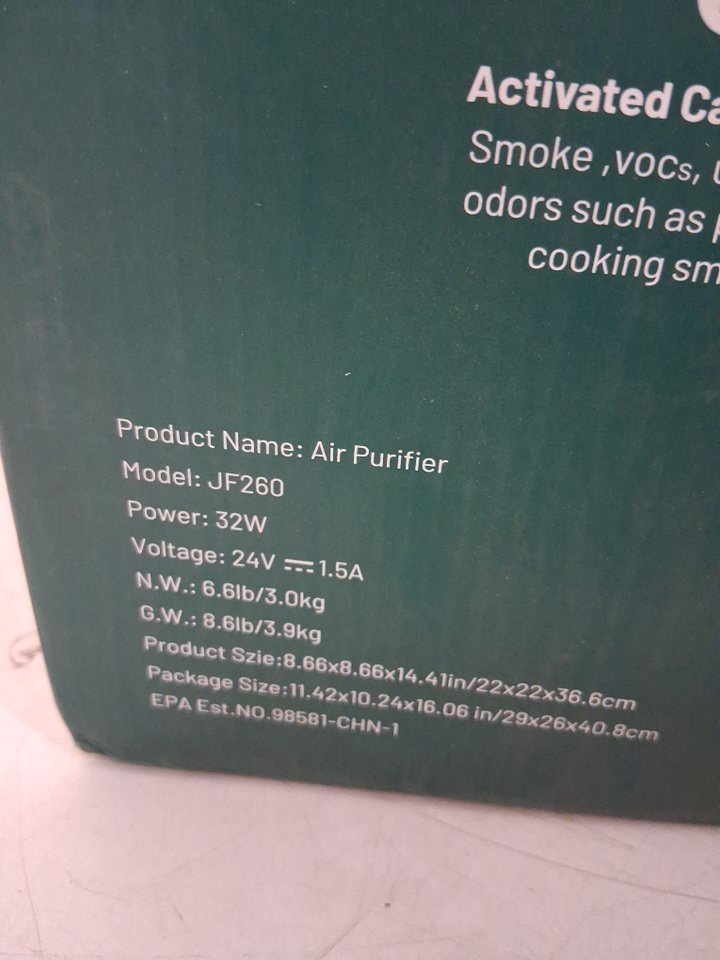 Activated
Smoke ,VOCs,
odors such as
cooking
Product Name: Air Purifier
Model: JF260
Power: 32W
Voltage: 24V ⎓ 1.5A
N.W.: 6.6lb/3.0kg
G.W.: 8.6lb/3.9kg
Product Szie:8.66x8.66x14.41in/22x22x36.6cm
Package Size:11.42x10.24x16.06 in/29x26x40.8cm
EPA Est.NO.98581-CHN-1